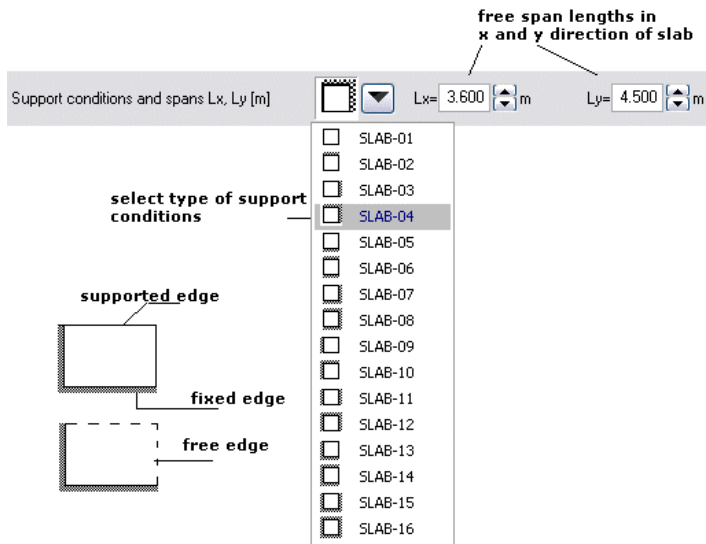 free span lengths in
x and y direction of slab
Support conditions and spans Lx, Ly [m]
Lx= 3.600 m
Ly= 4.500 m
SLAB-01
SLAB-02
SLAB-03
select type of support
conditions
SLAB-04
SLAB-05
SLAB-06
supported edge
SLAB-07
SLAB-08
SLAB-09
SLAB-10
fixed edge
SLAB-11
SLAB-12
free edge
SLAB-13
SLAB-14
SLAB-15
SLAB-16